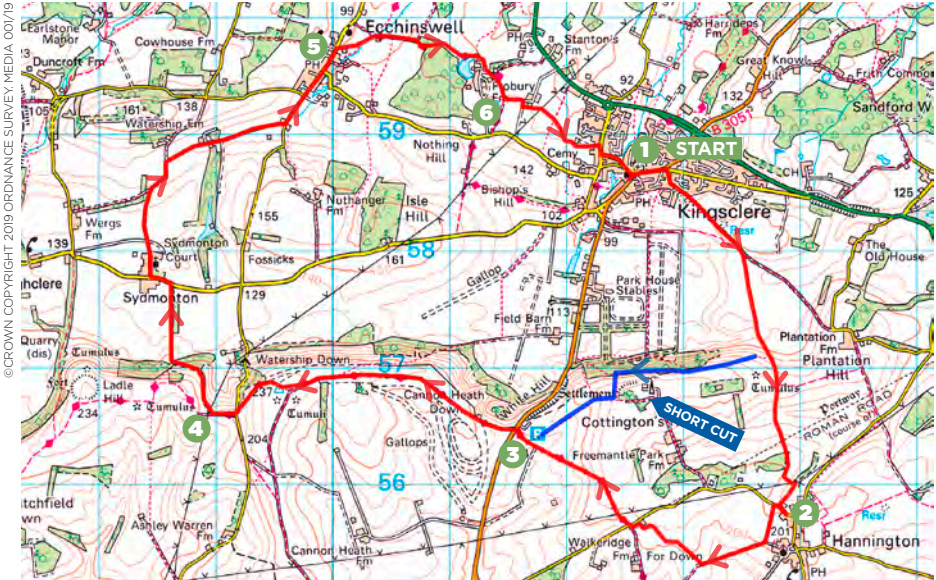 ©CROWN COPYRIGHT 2019 ORDNANCE SURVEY. MEDIA 001/19
Earlstone
Manor
Cowhouse Fm
99
Ecchinswell
5
PH
Stanton's
Fm
Harridens
Fm
Great Knowl
Hill
Frith Common
Duncroft Fm
105
161
138
Watership Fm
92
132
B 3051
Sandford W
6
59
Nothing
Hill
142
Cemy
1
START
CH
125
Wergs
Fm
139
155
Nuthanger
Fm
Isle
Hill
Bishop's
Hill
102
PH
Kingsclere
Resr
99
58
161
Sydmonton
Court
Fossicks
The
Old House
Gallop
Park House
Stables
Sydmonton
129
113
Field Barn
Fm
Quarry
(dis)
Tumulus
Fort
Ladle
Hill
234
Tumulus
Watership Down
57
237
Tumuli
Cannon Heath
Down
White Hill
Settlement
Tumulus
Plantation
Fm
Plantation
Hill
Portway
ROMAN ROAD
(course of)
4
204
Gallops
3
P
Cottington's
SHORT CUT
Freemantle Park
Fm
56
2
Resr
201
Hannington
Ashley Warren
Fm
Cannon Heath
Fm
Walkeridge
Fm
For Down
PH